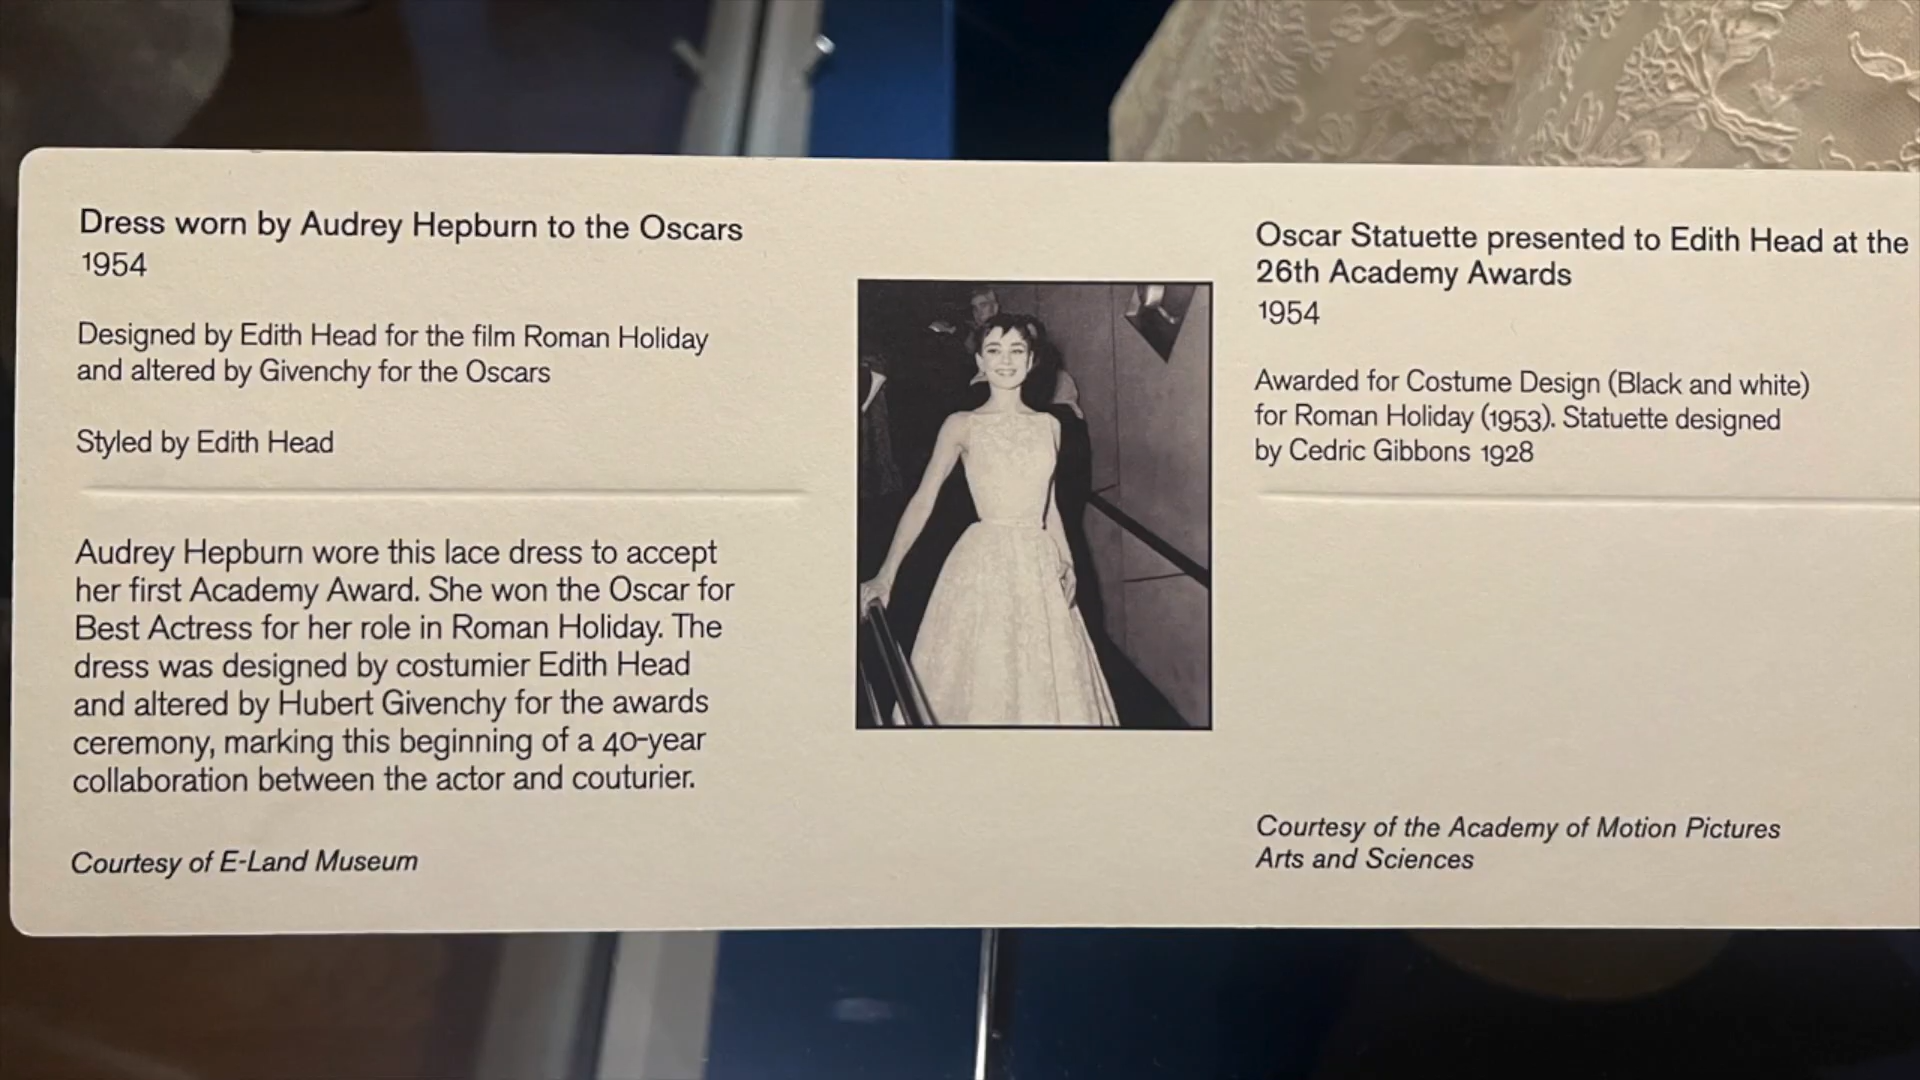 Dress worn by Audrey Hepburn to the Oscars
1954
Designed by Edith Head for the film Roman Holiday
and altered by Givenchy for the Oscars
Styled by Edith Head
Audrey Hepburn wore this lace dress to accept
her first Academy Award. She won the Oscar for
Best Actress for her role in Roman Holiday. The
dress was designed by costumier Edith Head
and altered by Hubert Givenchy for the awards
ceremony, marking this beginning of a 40-year
collaboration between the actor and couturier.
Courtesy of E-Land Museum
Oscar Statuette presented to Edith Head at the
26th Academy Awards
1954
Awarded for Costume Design (Black and white)
for Roman Holiday (1953). Statuette designed
by Cedric Gibbons 1928
Courtesy of the Academy of Motion Pictures
Arts and Sciences